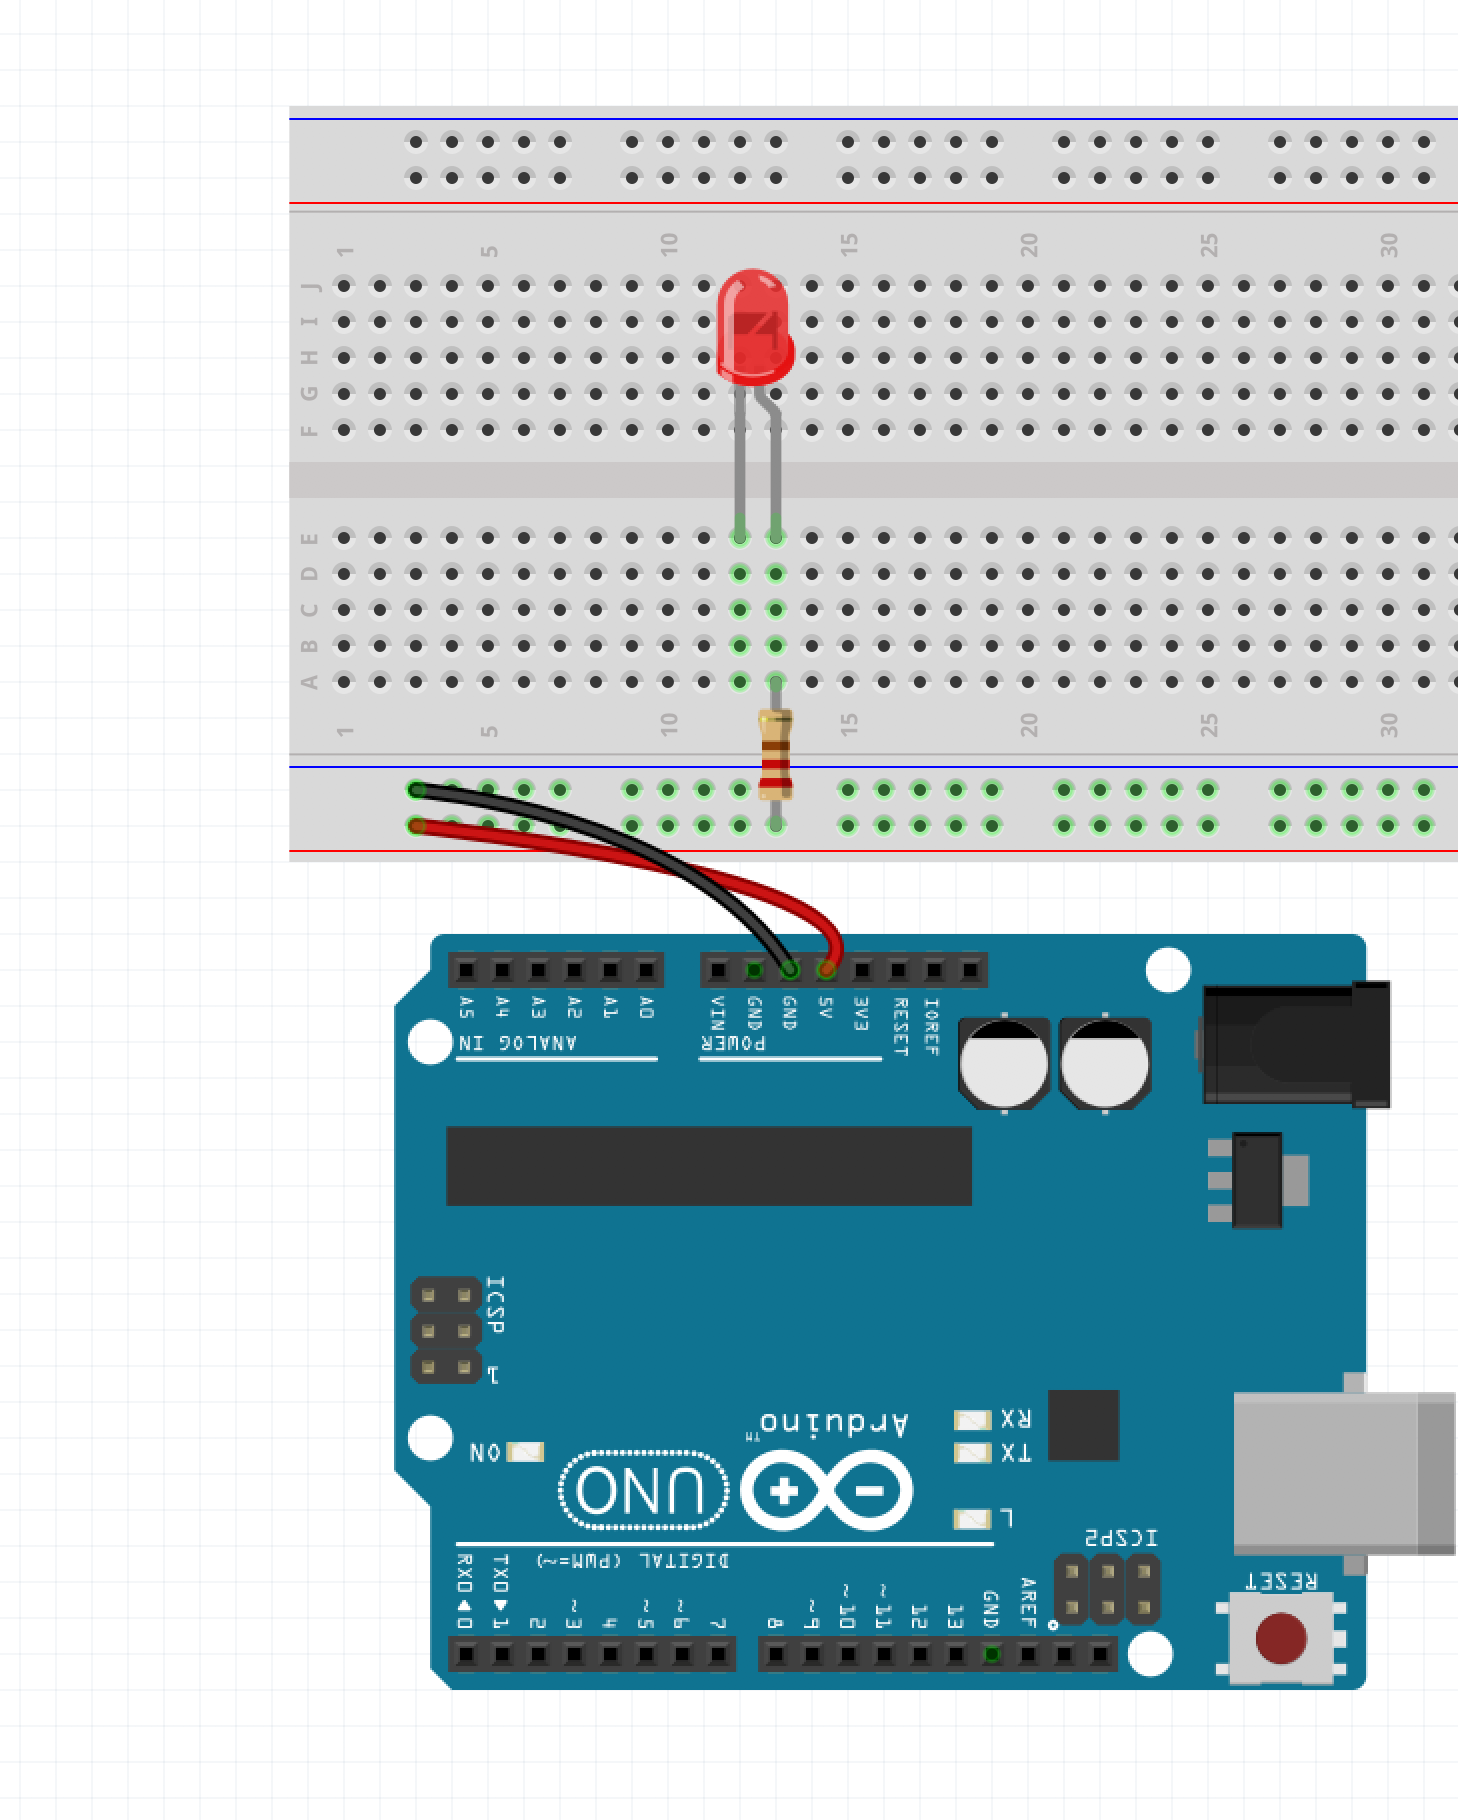 1 5 10 15 20 25 30
J
I
H
G
F
E
D
C
B
A
1 5 10 15 20 25 30
A5 A4 A3 A2 A1 A0 VIN GND GND 5V 3V3 RESET IOREF
ANALOG IN POWER
ICSP
1
Arduino™
RX
TX
ON
UNO
L
ICSP2
DIGITAL (PWM=~)
RESET
RX0◄0 TX0►1 2 ~3 4 ~5 ~6 7 8 ~9 ~10 ~11 12 13 GND AREF